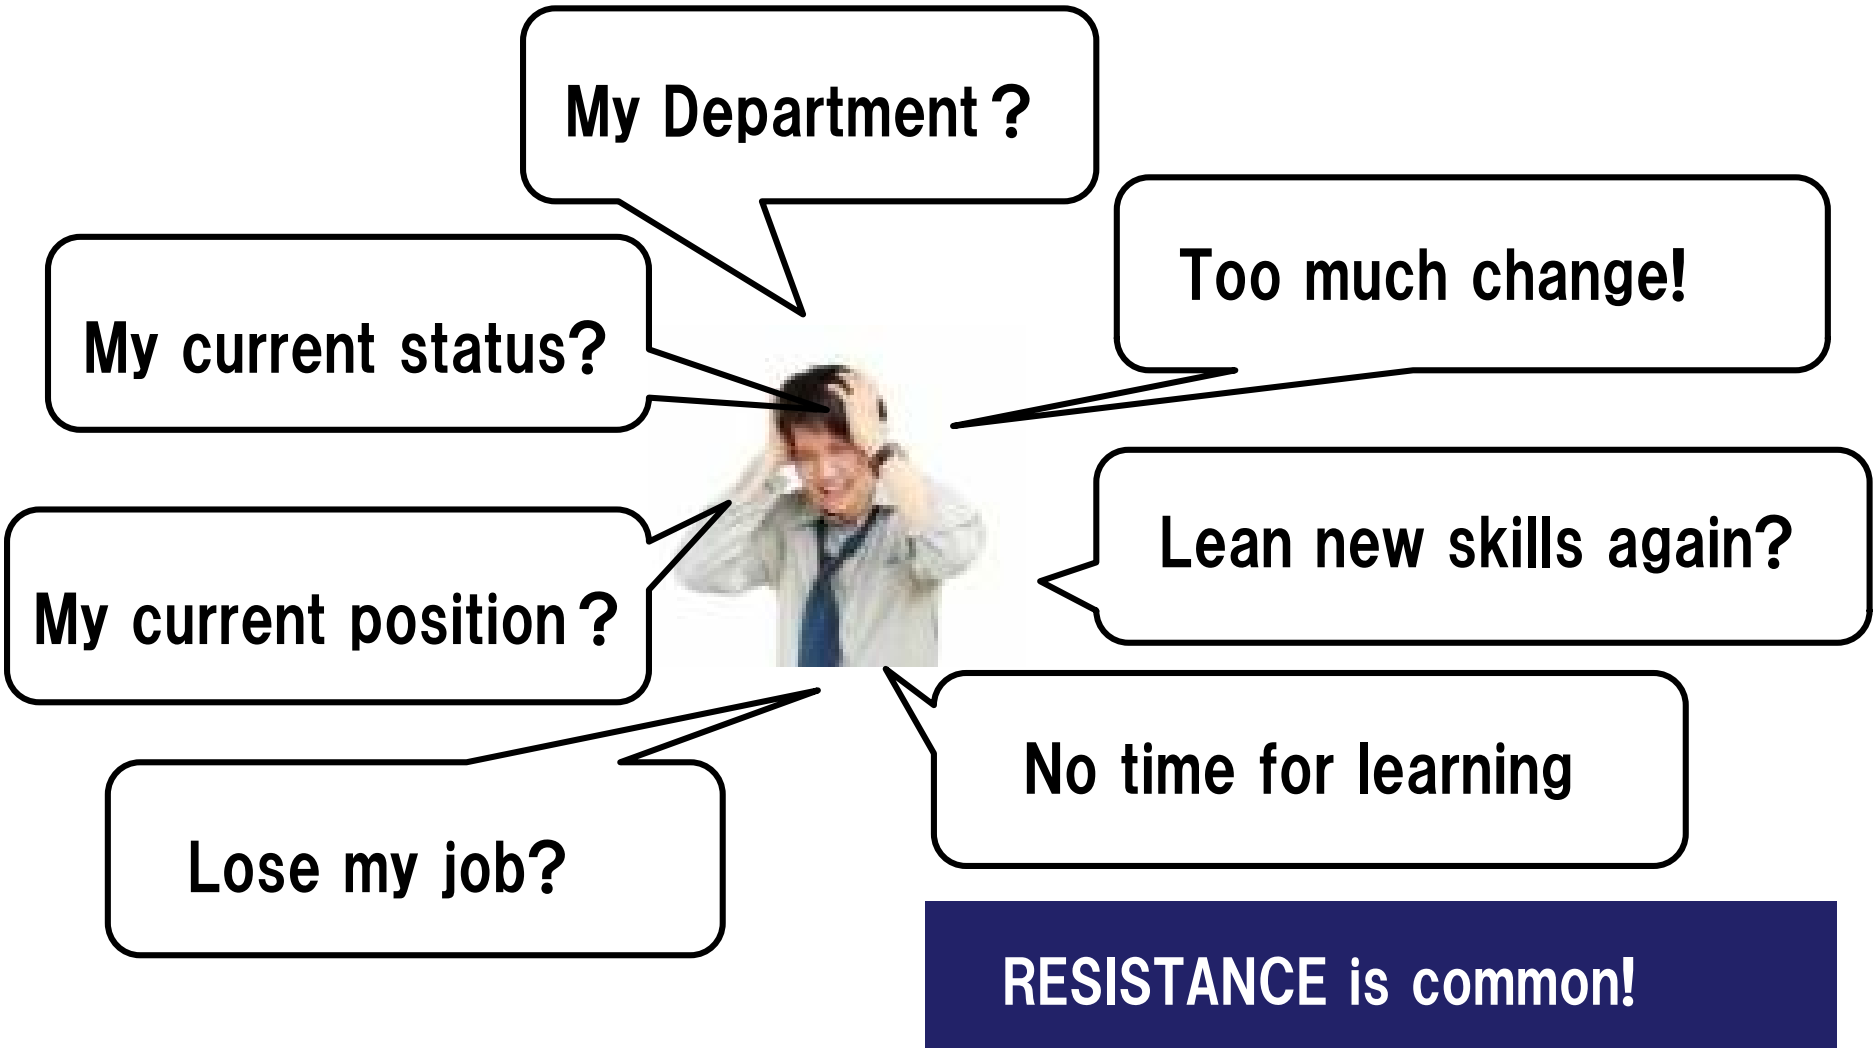 My Department ?
Too much change!
My current status?
Lean new skills again?
My current position ?
No time for learning
Lose my job?
RESISTANCE is common!